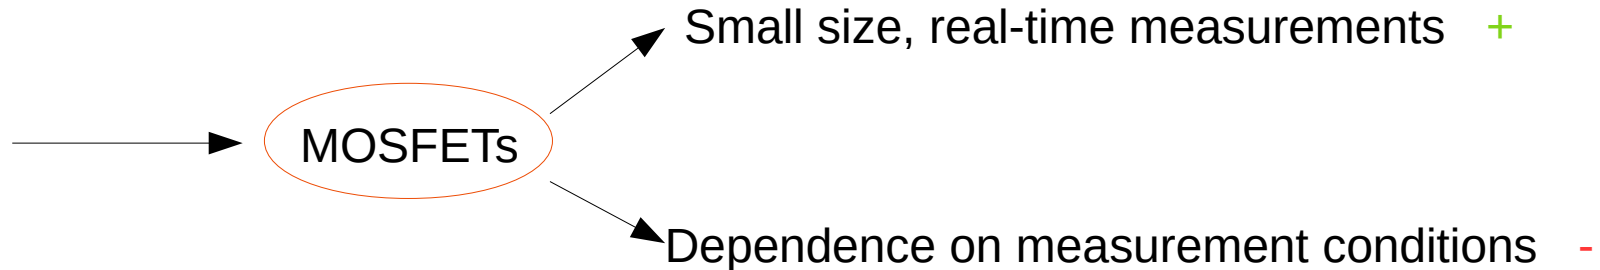 Small size, real-time measurements +
MOSFETs
Dependence on measurement conditions -